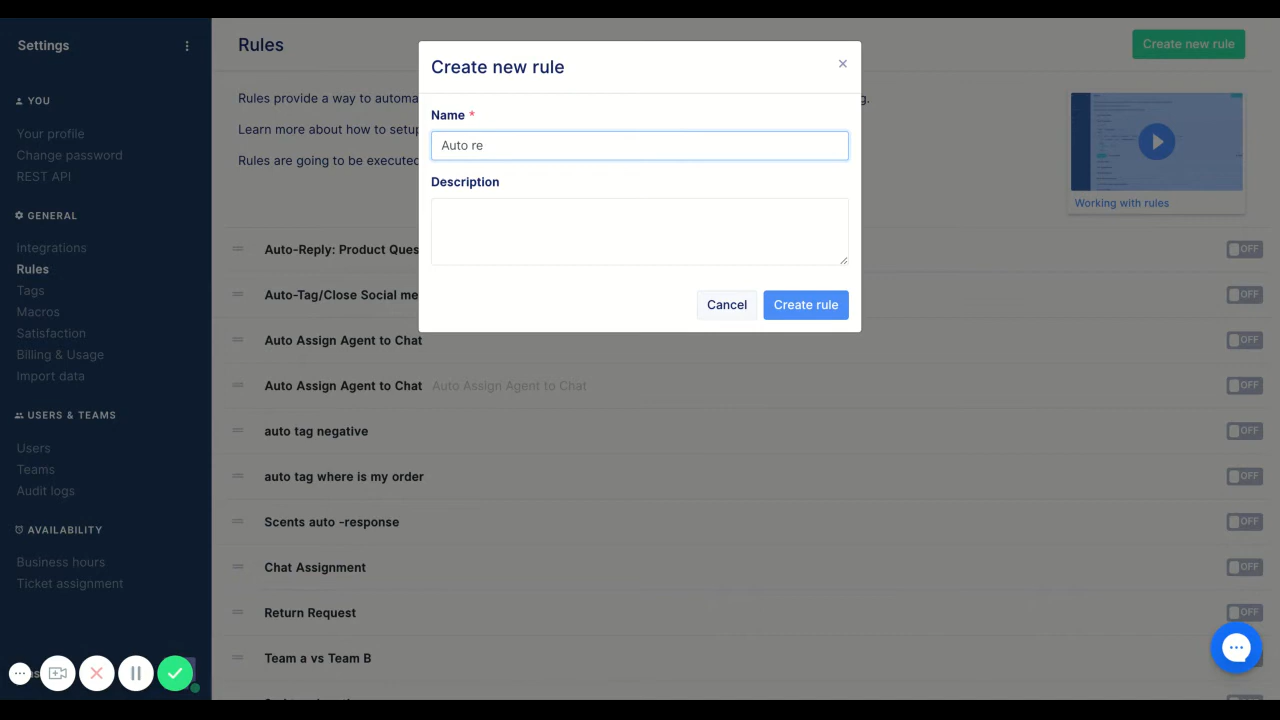 Settings
YOU
Your profile
Change password
REST API
GENERAL
Integrations
Rules
Tags
Macros
Satisfaction
Billing & Usage
Import data
USERS & TEAMS
Users
Teams
Audit logs
AVAILABILITY
Business hours
Ticket assignment
Rules
Create new rule
Rules provide a way to automa
g.
Learn more about how to setup
Rules are going to be executed
Working with rules
Create new rule
×
Name *
Auto re
Description
Cancel
Create rule
Auto-Reply: Product Ques
OFF
Auto-Tag/Close Social me
OFF
Auto Assign Agent to Chat
OFF
Auto Assign Agent to Chat Auto Assign Agent to Chat
OFF
auto tag negative
OFF
auto tag where is my order
OFF
Scents auto -response
OFF
Chat Assignment
OFF
Return Request
OFF
Team a vs Team B